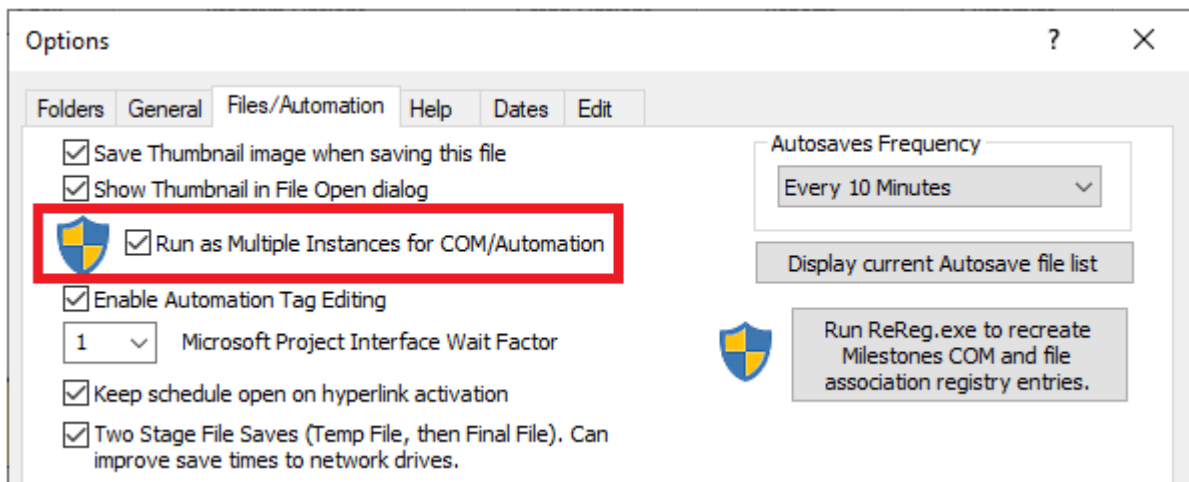 Options
?
Folders General Files/Automation Help Dates Edit
Save Thumbnail image when saving this file
Show Thumbnail in File Open dialog
Run as Multiple Instances for COM/Automation
Enable Automation Tag Editing
1 Microsoft Project Interface Wait Factor
Keep schedule open on hyperlink activation
Two Stage File Saves (Temp File, then Final File). Can
improve save times to network drives.
Autosaves Frequency
Every 10 Minutes
Display current Autosave file list
Run ReReg.exe to recreate
Milestones COM and file
association registry entries.